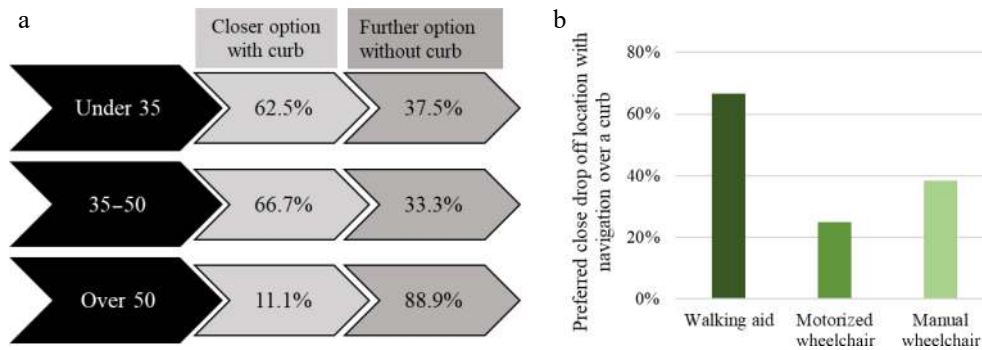 a
Closer option
with curb
Further option
without curb
Under 35
62.5%
37.5%
35–50
66.7%
33.3%
Over 50
11.1%
88.9%
b
Preferred close drop off location with
navigation over a curb
80%
60%
40%
20%
0%
Walking aid
Motorized
wheelchair
Manual
wheelchair